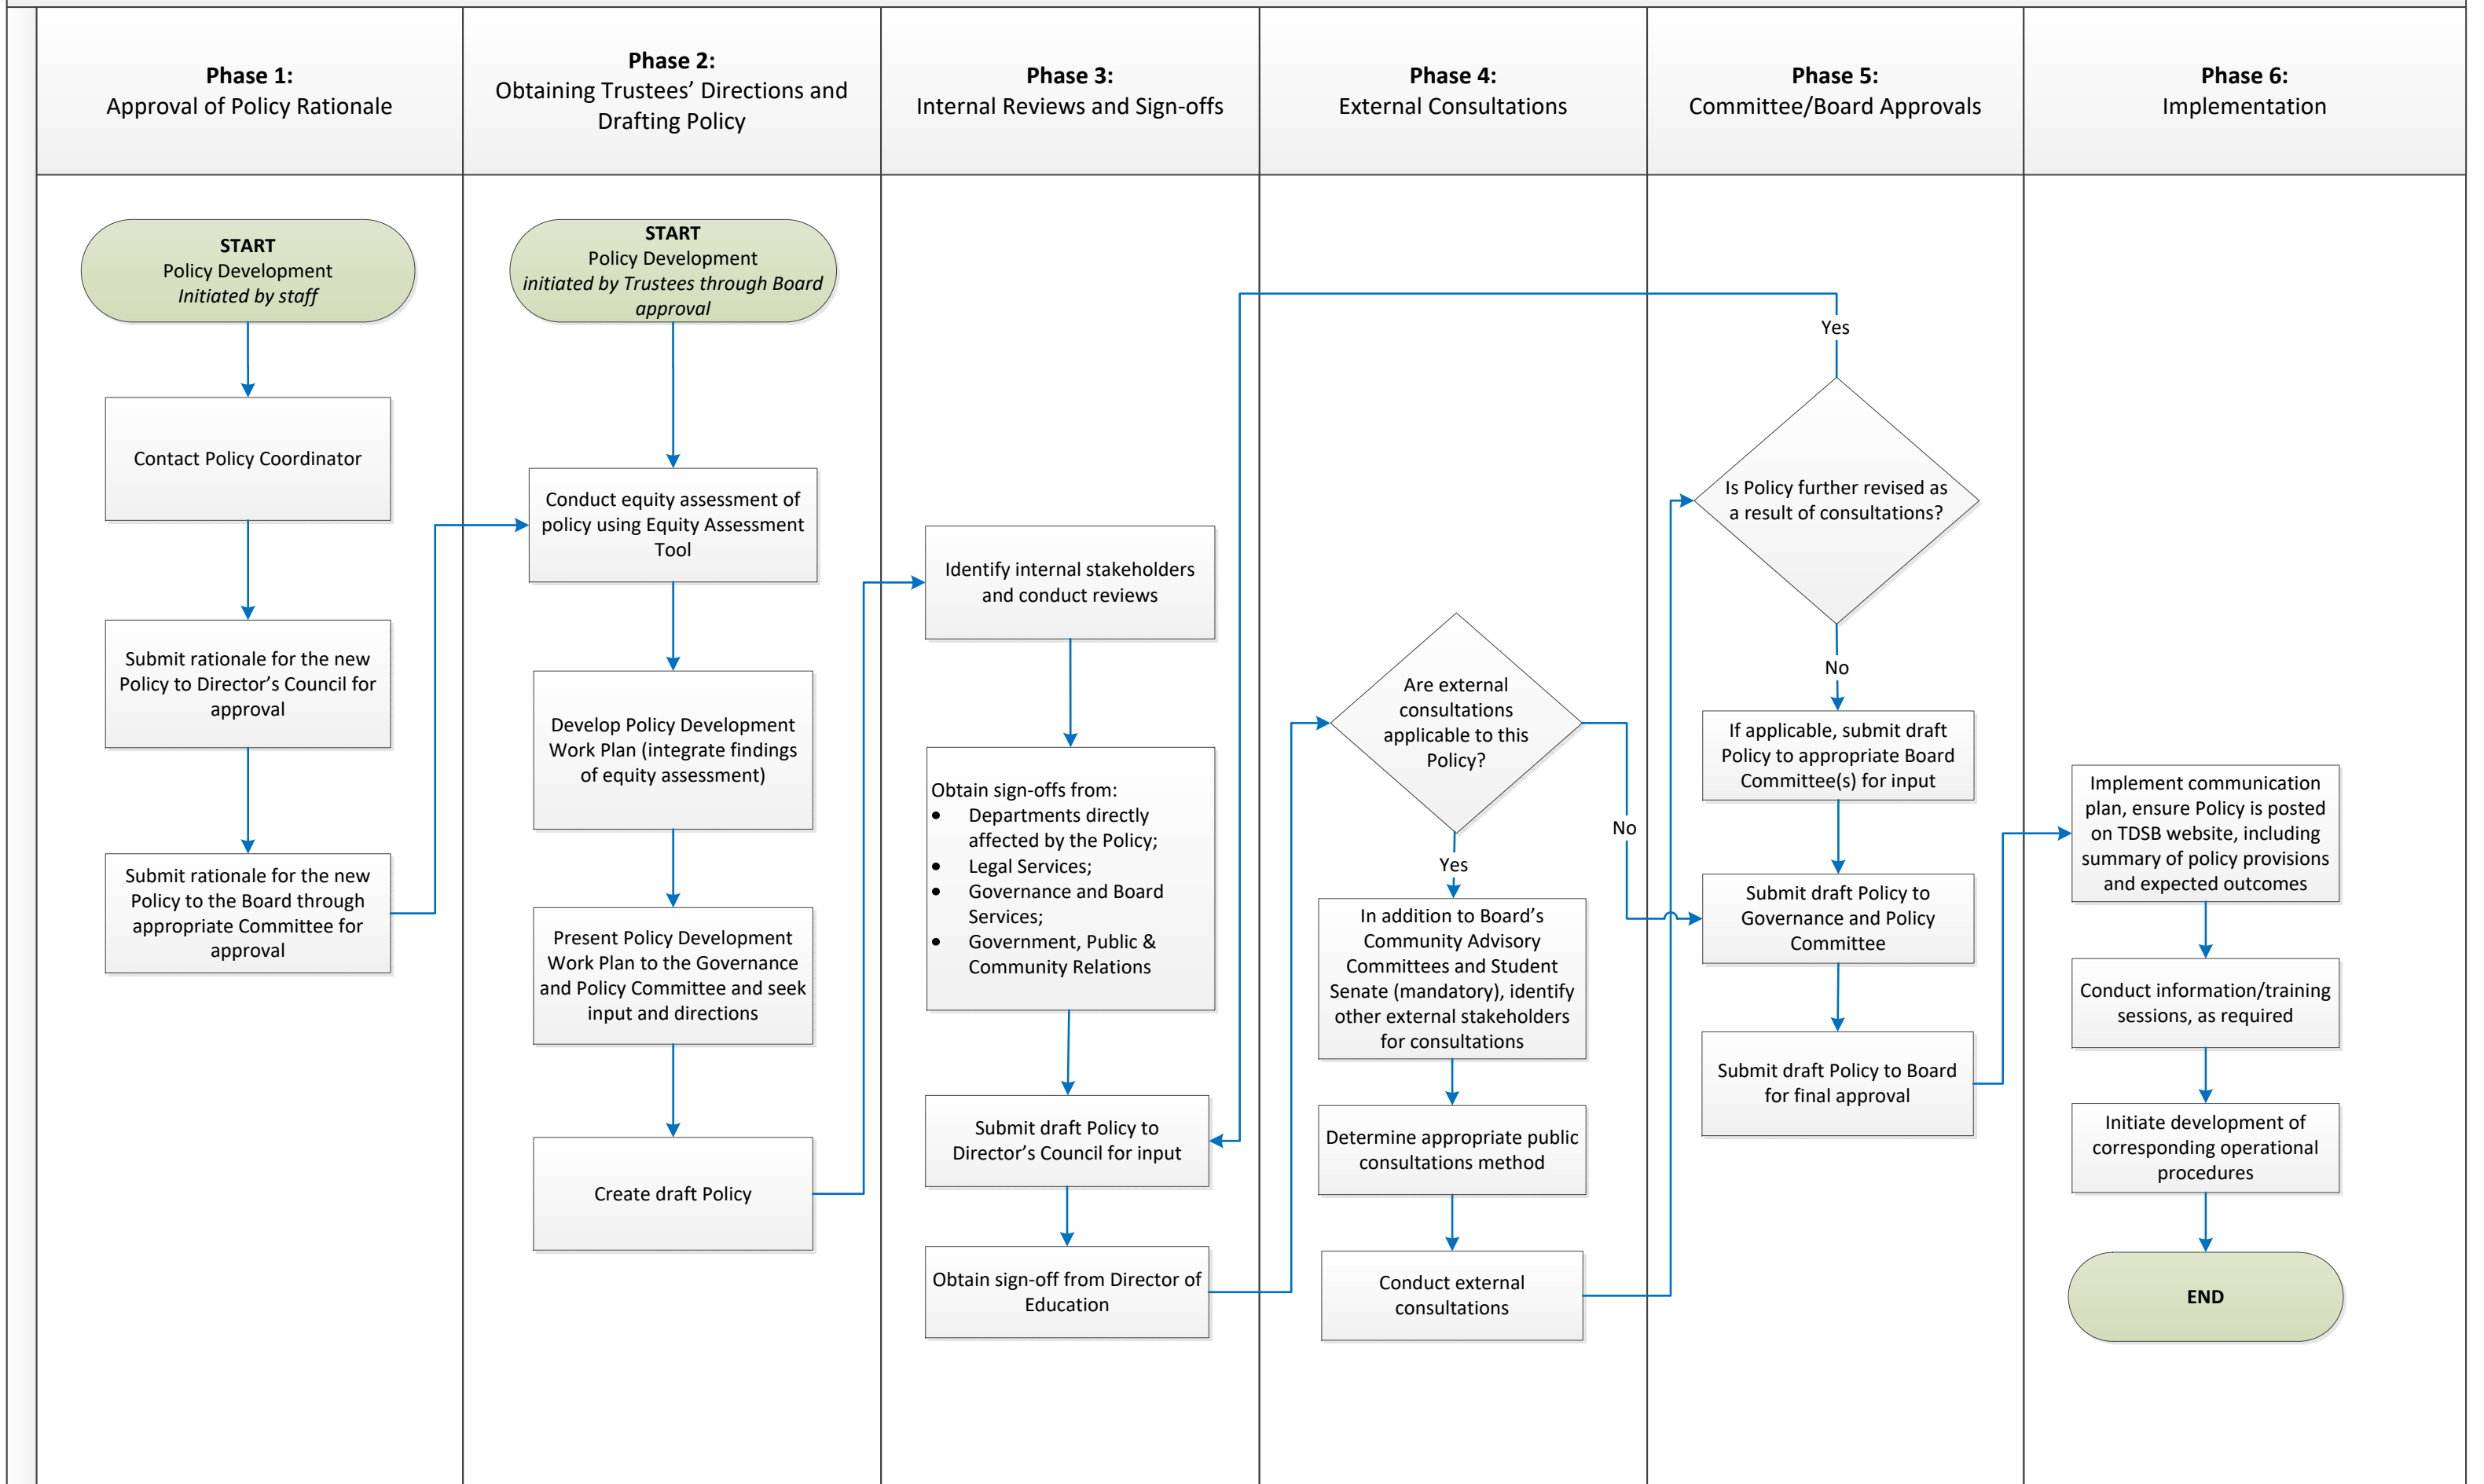 Phase 1:
Approval of Policy Rationale
Phase 2:
Obtaining Trustees’ Directions and
Drafting Policy
Phase 3:
Internal Reviews and Sign-offs
Phase 4:
External Consultations
Phase 5:
Committee/Board Approvals
Phase 6:
Implementation
START
Policy Development
Initiated by staff
Contact Policy Coordinator
Submit rationale for the new
Policy to Director’s Council for
approval
Submit rationale for the new
Policy to the Board through
appropriate Committee for
approval
START
Policy Development
initiated by Trustees through Board
approval
Conduct equity assessment of
policy using Equity Assessment
Tool
Develop Policy Development
Work Plan (integrate findings
of equity assessment)
Present Policy Development
Work Plan to the Governance
and Policy Committee and seek
input and directions
Create draft Policy
Identify internal stakeholders
and conduct reviews
Obtain sign-offs from:
• Departments directly
affected by the Policy;
• Legal Services;
• Governance and Board
Services;
• Government, Public &
Community Relations
Submit draft Policy to
Director’s Council for input
Obtain sign-off from Director of
Education
Are external
consultations
applicable to this
Policy?
No
Yes
In addition to Board’s
Community Advisory
Committees and Student
Senate (mandatory), identify
other external stakeholders
for consultations
Determine appropriate public
consultations method
Conduct external
consultations
Yes
Is Policy further revised as
a result of consultations?
No
If applicable, submit draft
Policy to appropriate Board
Committee(s) for input
Submit draft Policy to
Governance and Policy
Committee
Submit draft Policy to Board
for final approval
Implement communication
plan, ensure Policy is posted
on TDSB website, including
summary of policy provisions
and expected outcomes
Conduct information/training
sessions, as required
Initiate development of
corresponding operational
procedures
END